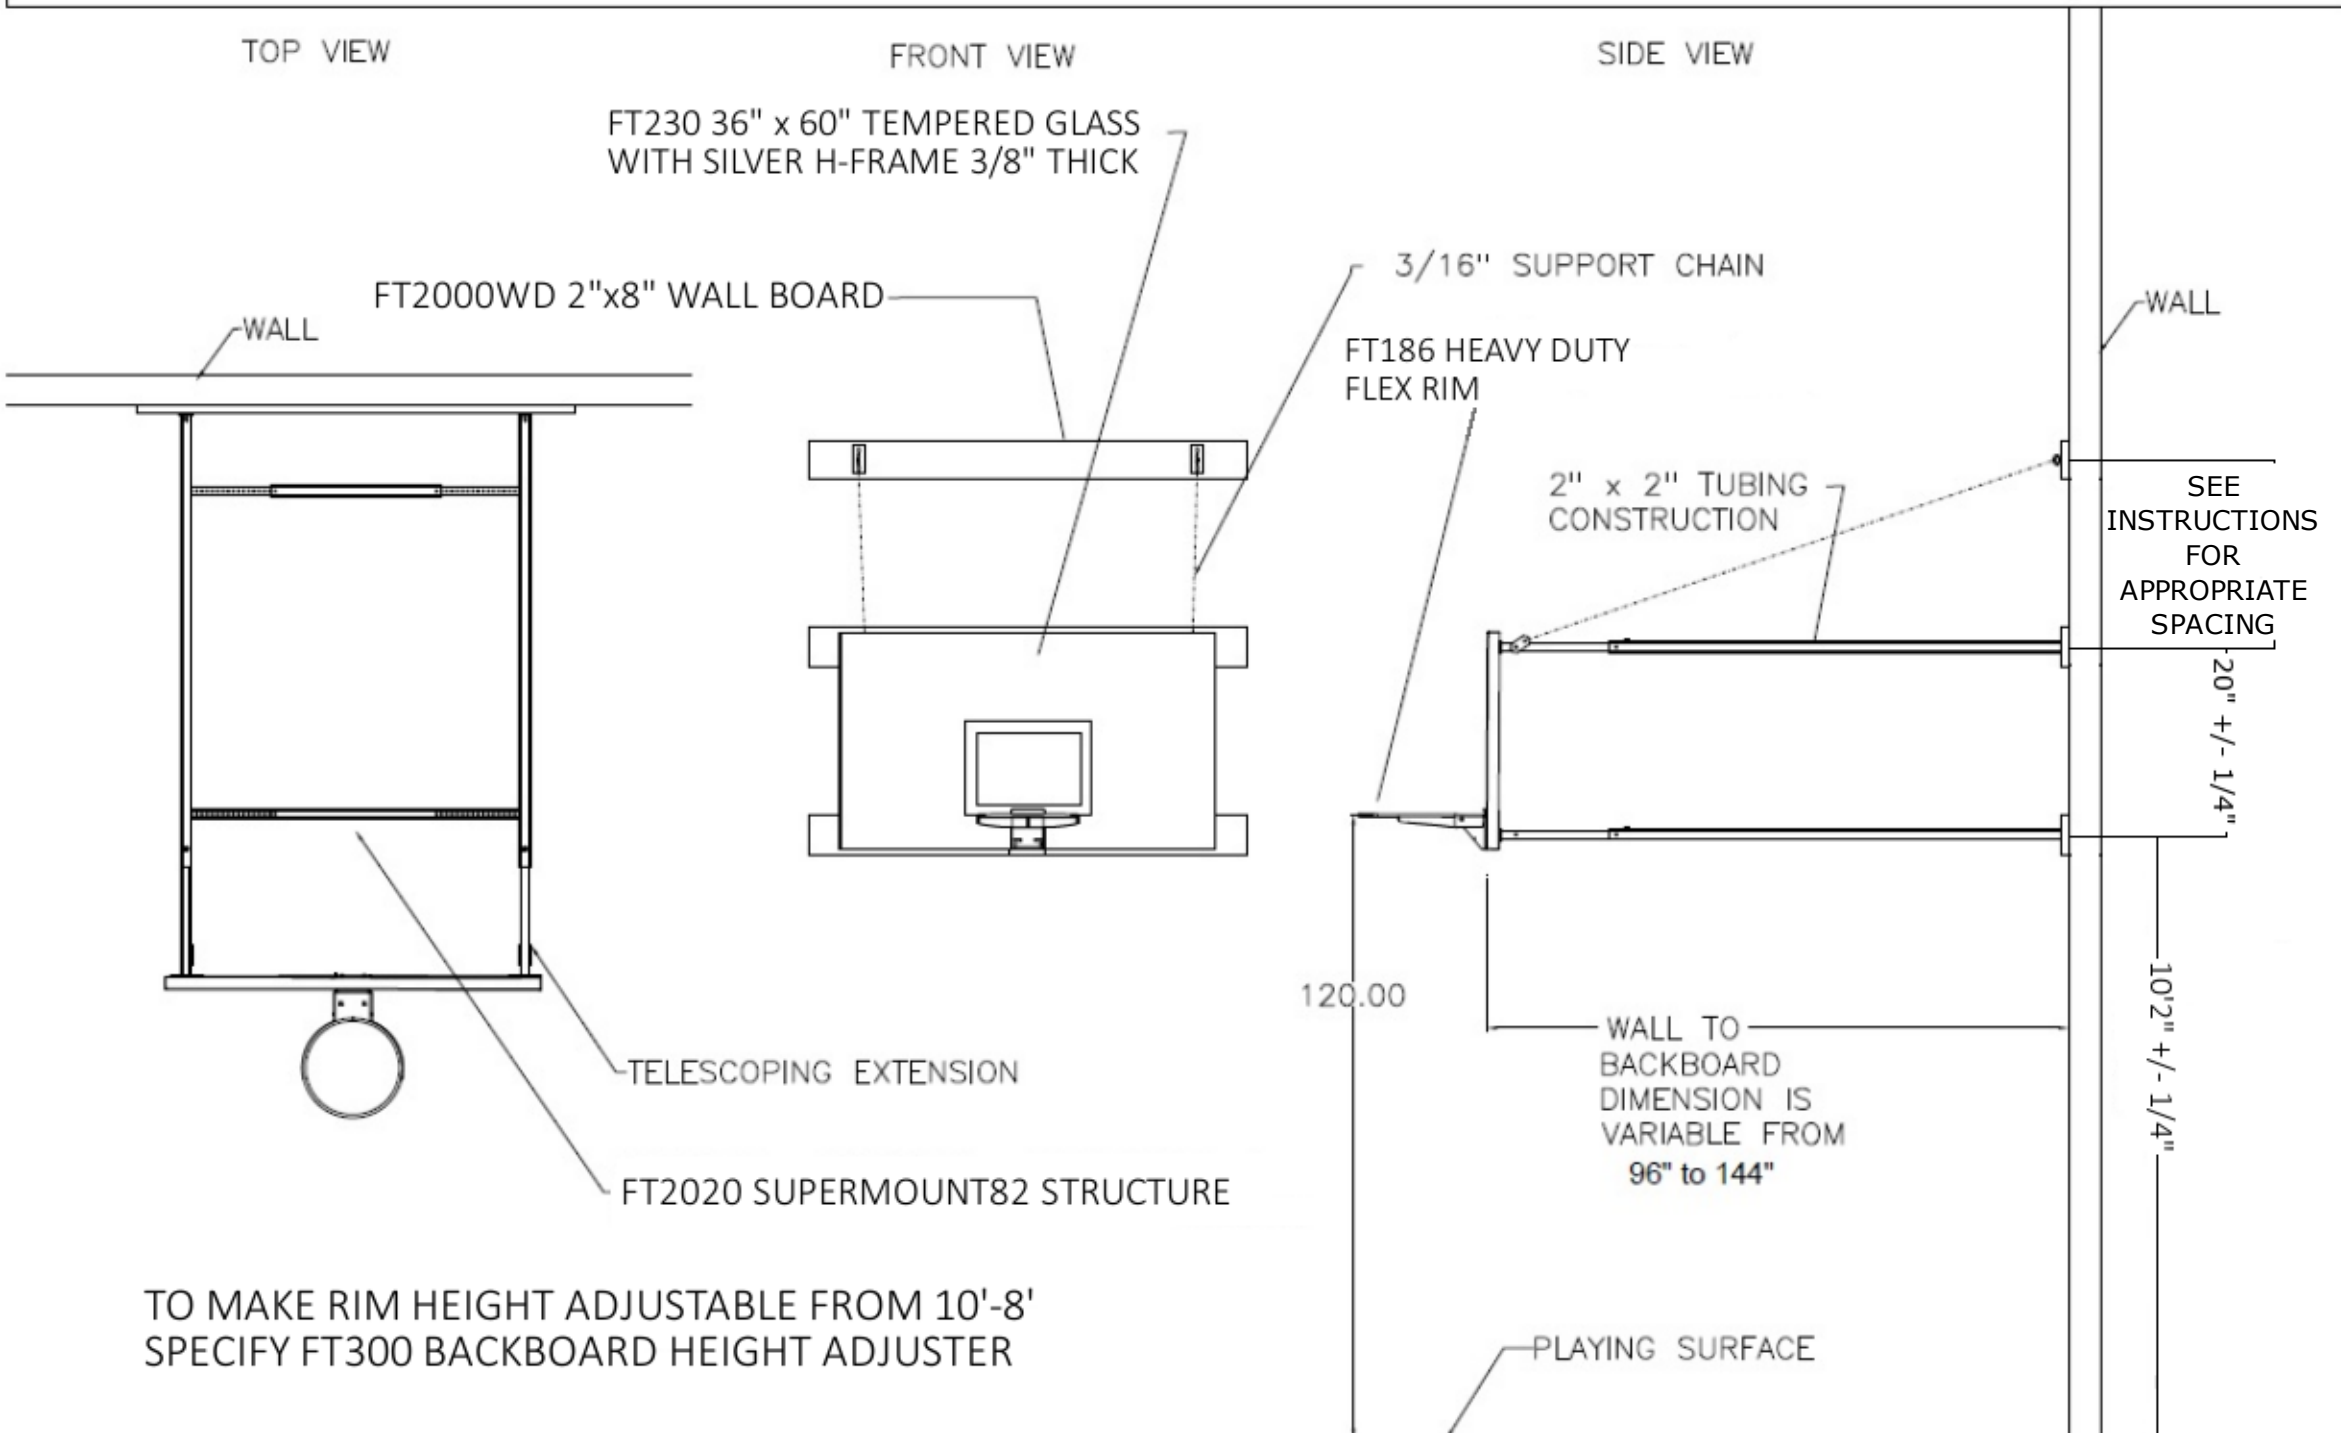 TOP VIEW
FRONT VIEW
SIDE VIEW
FT230 36" x 60" TEMPERED GLASS
WITH SILVER H-FRAME 3/8" THICK
3/16" SUPPORT CHAIN
FT2000WD 2"x8" WALL BOARD
WALL
WALL
FT186 HEAVY DUTY
FLEX RIM
2" x 2" TUBING
CONSTRUCTION
SEE
INSTRUCTIONS
FOR
APPROPRIATE
SPACING
20" +/- 1/4"
120.00
10'2" +/- 1/4"
WALL TO
BACKBOARD
DIMENSION IS
VARIABLE FROM
96" to 144"
TELESCOPING EXTENSION
FT2020 SUPERMOUNT82 STRUCTURE
TO MAKE RIM HEIGHT ADJUSTABLE FROM 10'-8'
SPECIFY FT300 BACKBOARD HEIGHT ADJUSTER
PLAYING SURFACE